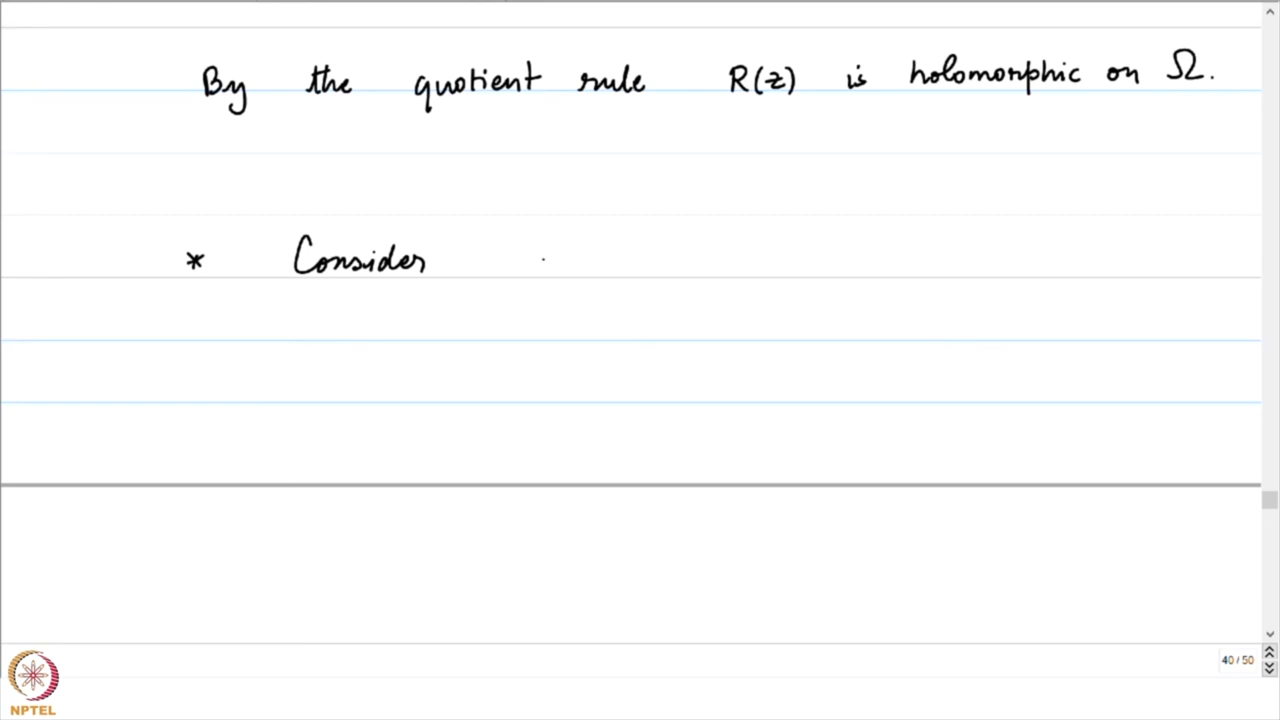 By the quotient rule R(z) is holomorphic on Ω.
* Consider
40 / 50
NPTEL